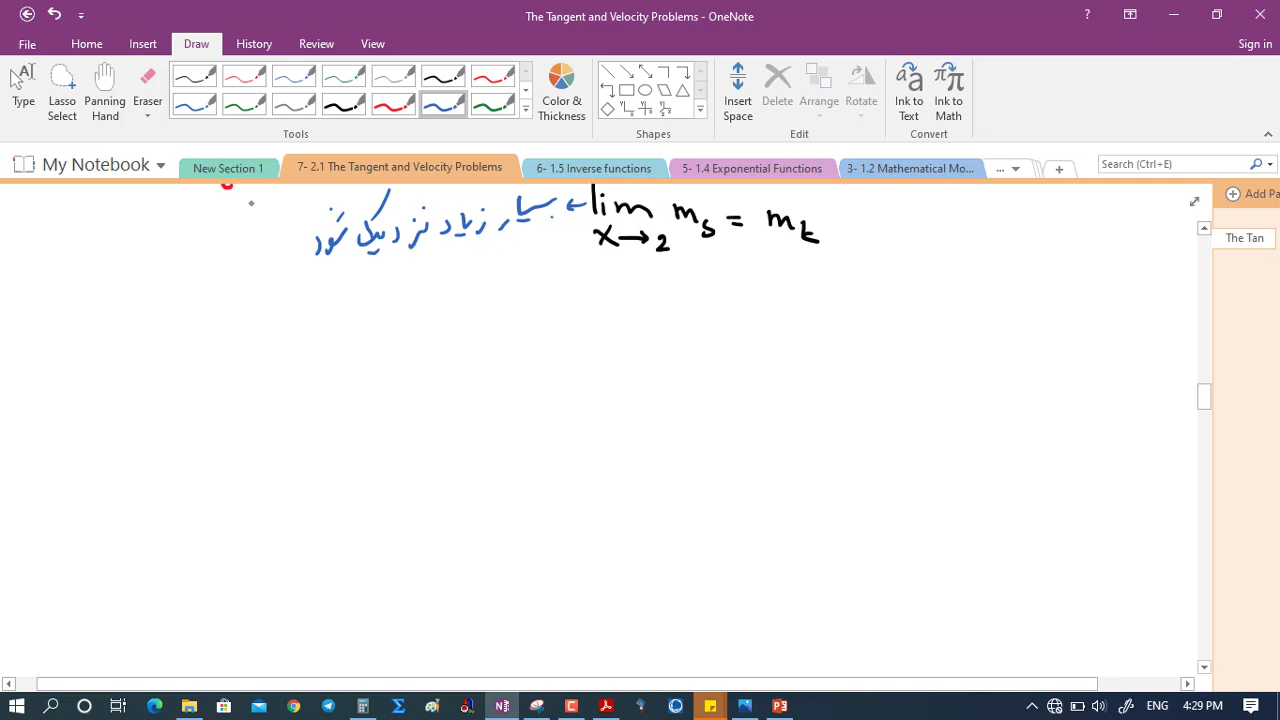 The Tangent and Velocity Problems - OneNote
File Home Insert Draw History Review View
Sign in
Type
Lasso Select
Panning Hand
Eraser
Color & Thickness
Insert Space
Delete
Arrange
Rotate
Ink to Text
Ink to Math
Tools
Shapes
Edit
Convert
My Notebook
New Section 1
7- 2.1 The Tangent and Velocity Problems
6- 1.5 Inverse functions
5- 1.4 Exponential Functions
3- 1.2 Mathematical Mo...
...
Search (Ctrl+E)
Add Pa
The Tan
بسیار زیاد نزدیک شود ← lim m_s = m_t
x→2
ENG
4:29 PM